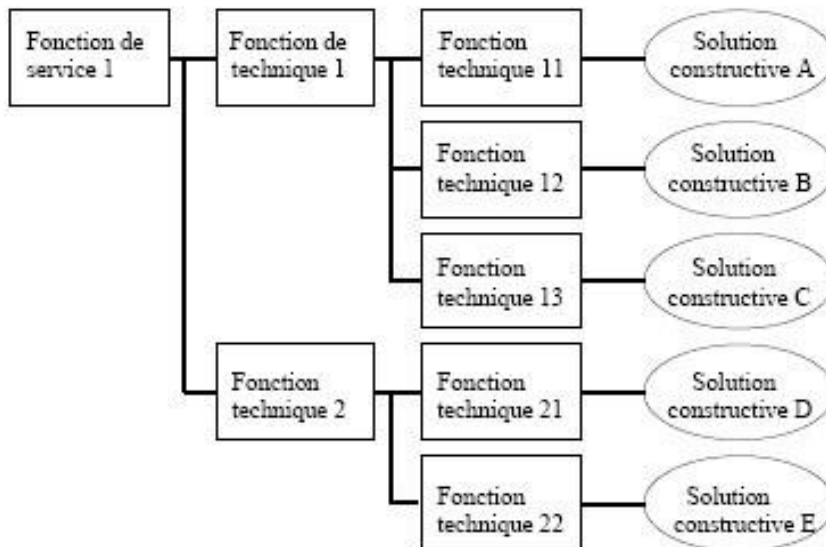 Fonction de
service 1
Fonction de
technique 1
Fonction
technique 11
Solution
constructive A
Fonction
technique 12
Solution
constructive B
Fonction
technique 13
Solution
constructive C
Fonction
technique 2
Fonction
technique 21
Solution
constructive D
Fonction
technique 22
Solution
constructive E